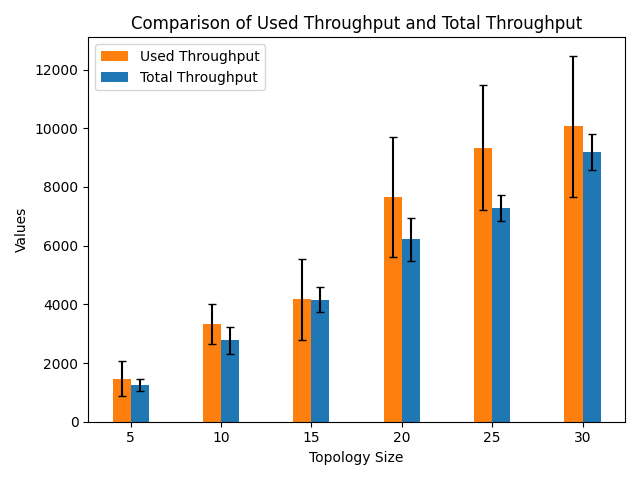 Comparison of Used Throughput and Total Throughput
Used Throughput
Total Throughput
12000
10000
8000
6000
4000
2000
0
Values
5 10 15 20 25 30
Topology Size